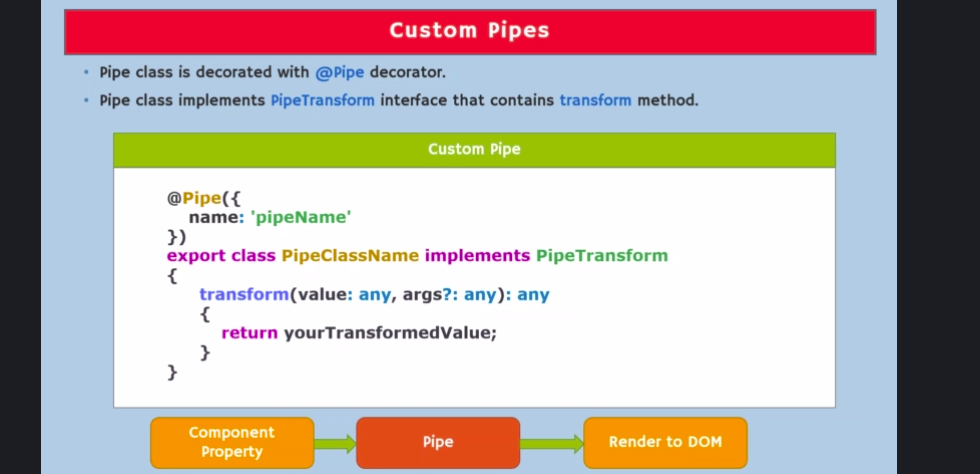 Custom Pipes
• Pipe class is decorated with @Pipe decorator.
• Pipe class implements PipeTransform interface that contains transform method.
Custom Pipe
@Pipe({
name: 'pipeName'
})
export class PipeClassName implements PipeTransform
{
transform(value: any, args?: any): any
{
return yourTransformedValue;
}
}
Component
Property
Pipe
Render to DOM